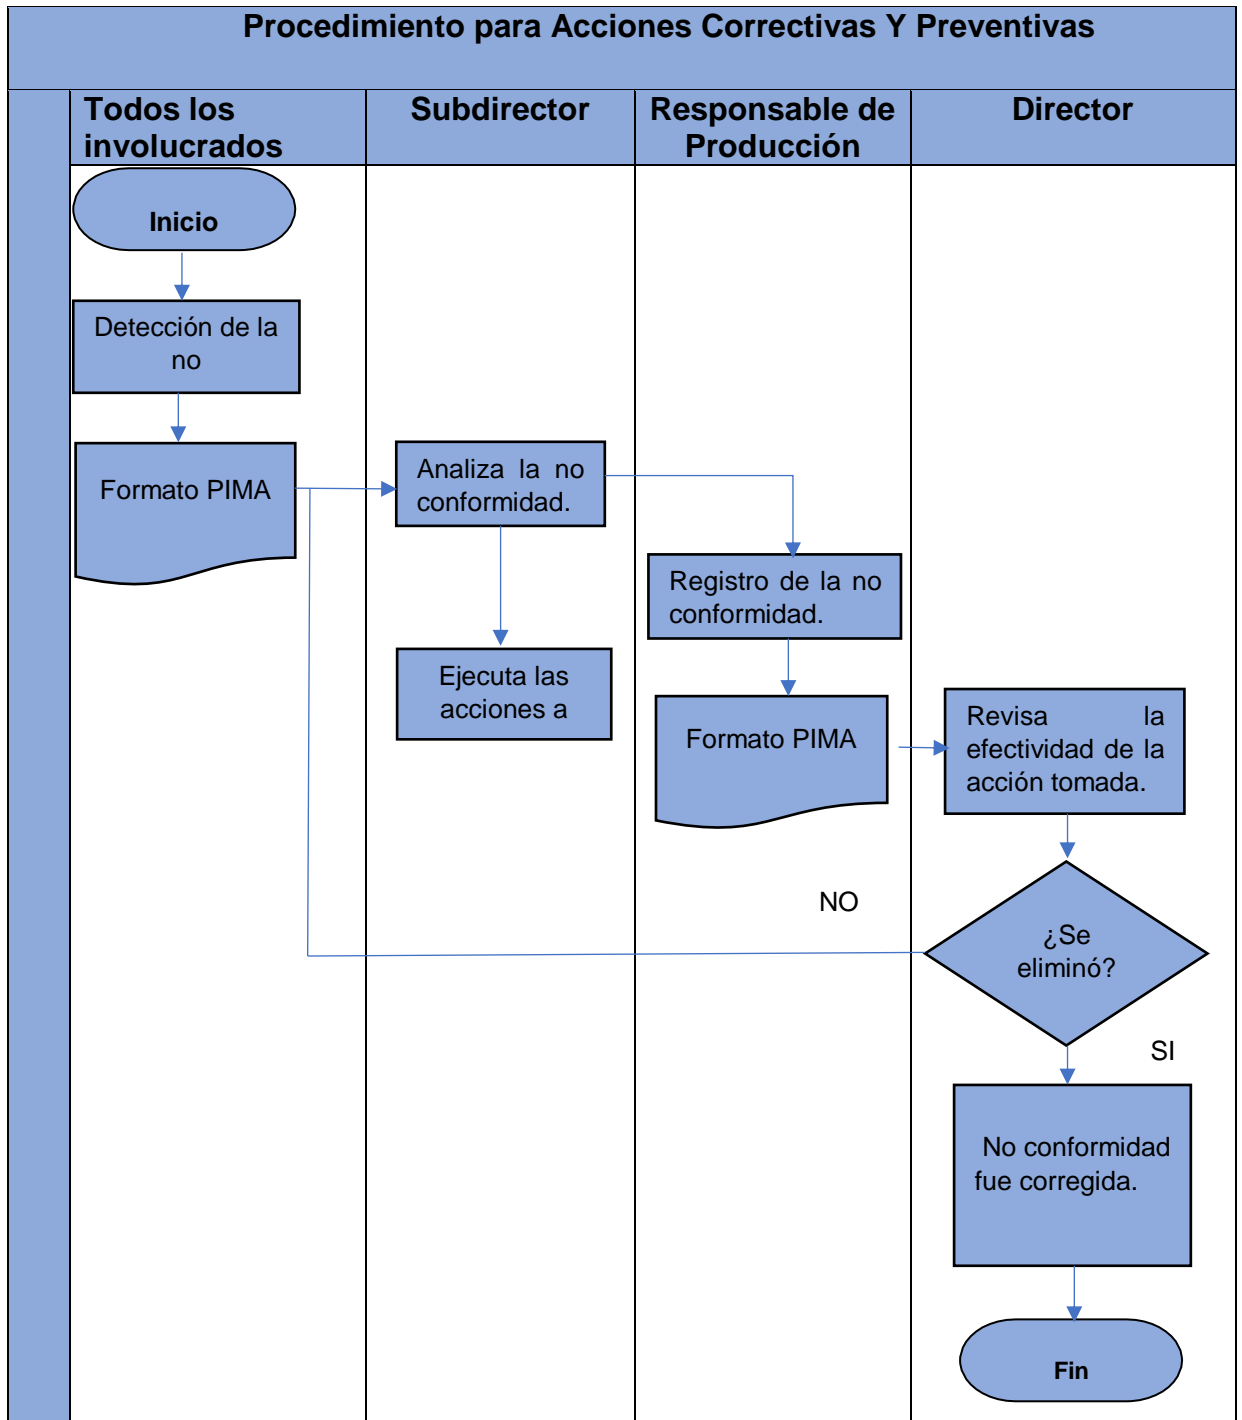 Procedimiento para Acciones Correctivas Y Preventivas
Todos los
involucrados
Subdirector
Responsable de
Producción
Director
Inicio
Detección de la
no
Formato PIMA
Analiza la no
conformidad.
Ejecuta las
acciones a
Registro de la no
conformidad.
Formato PIMA
Revisa la
efectividad de la
acción tomada.
NO
¿Se
eliminó?
SI
No conformidad
fue corregida.
Fin